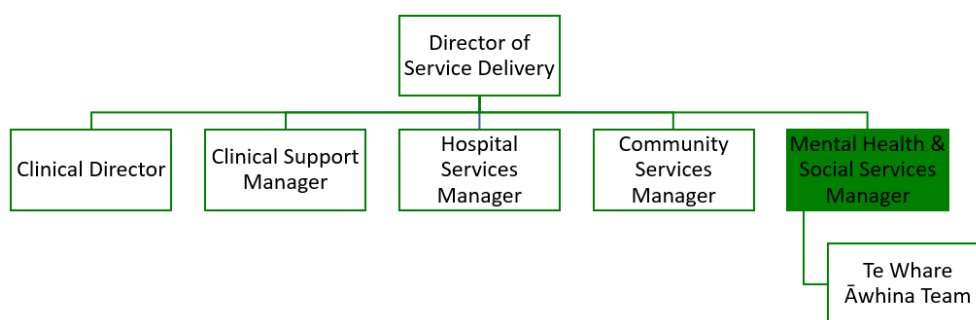 Director of
Service Delivery
Clinical Director
Clinical Support
Manager
Hospital
Services
Manager
Community
Services
Manager
Mental Health &
Social Services
Manager
Te Whare
Āwhina Team